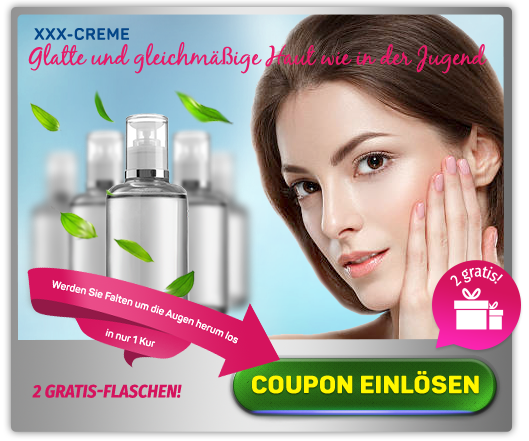 XXX-CREME
Glatte und gleichmäßige Haut wie in der Jugend
2 gratis!
Werden Sie Falten um die Augen herum los
in nur 1 Kur
2 GRATIS-FLASCHEN!
COUPON EINLÖSEN